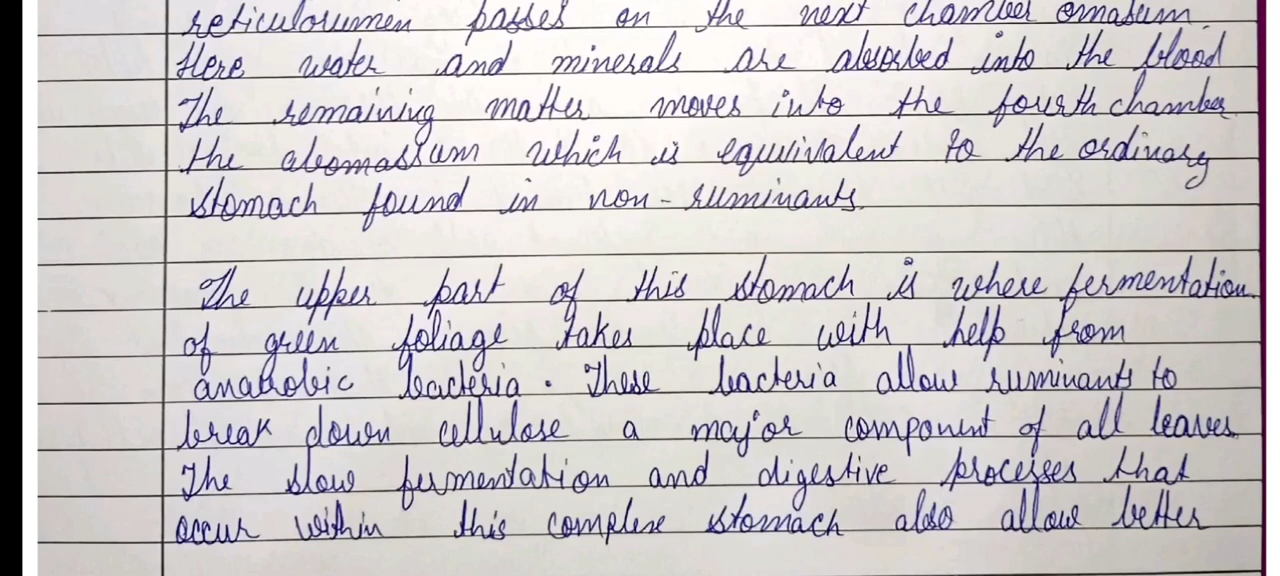 reticulorumen passes on the next chamber omasum.
Here water and minerals are absorbed into the blood
The remaining matter moves into the fourth chamber
the abomassum which is equivivalent to the ordinary
stomach found in non-ruminants.
The upper part of this stomach is where fermentation
of green foliage takes place with help from
anaerobic bacteria. These bacteria allow ruminants to
break down cellulose a major component of all leaves.
The slow fermentation and digestive processes that
occur within this complex stomach also allow better